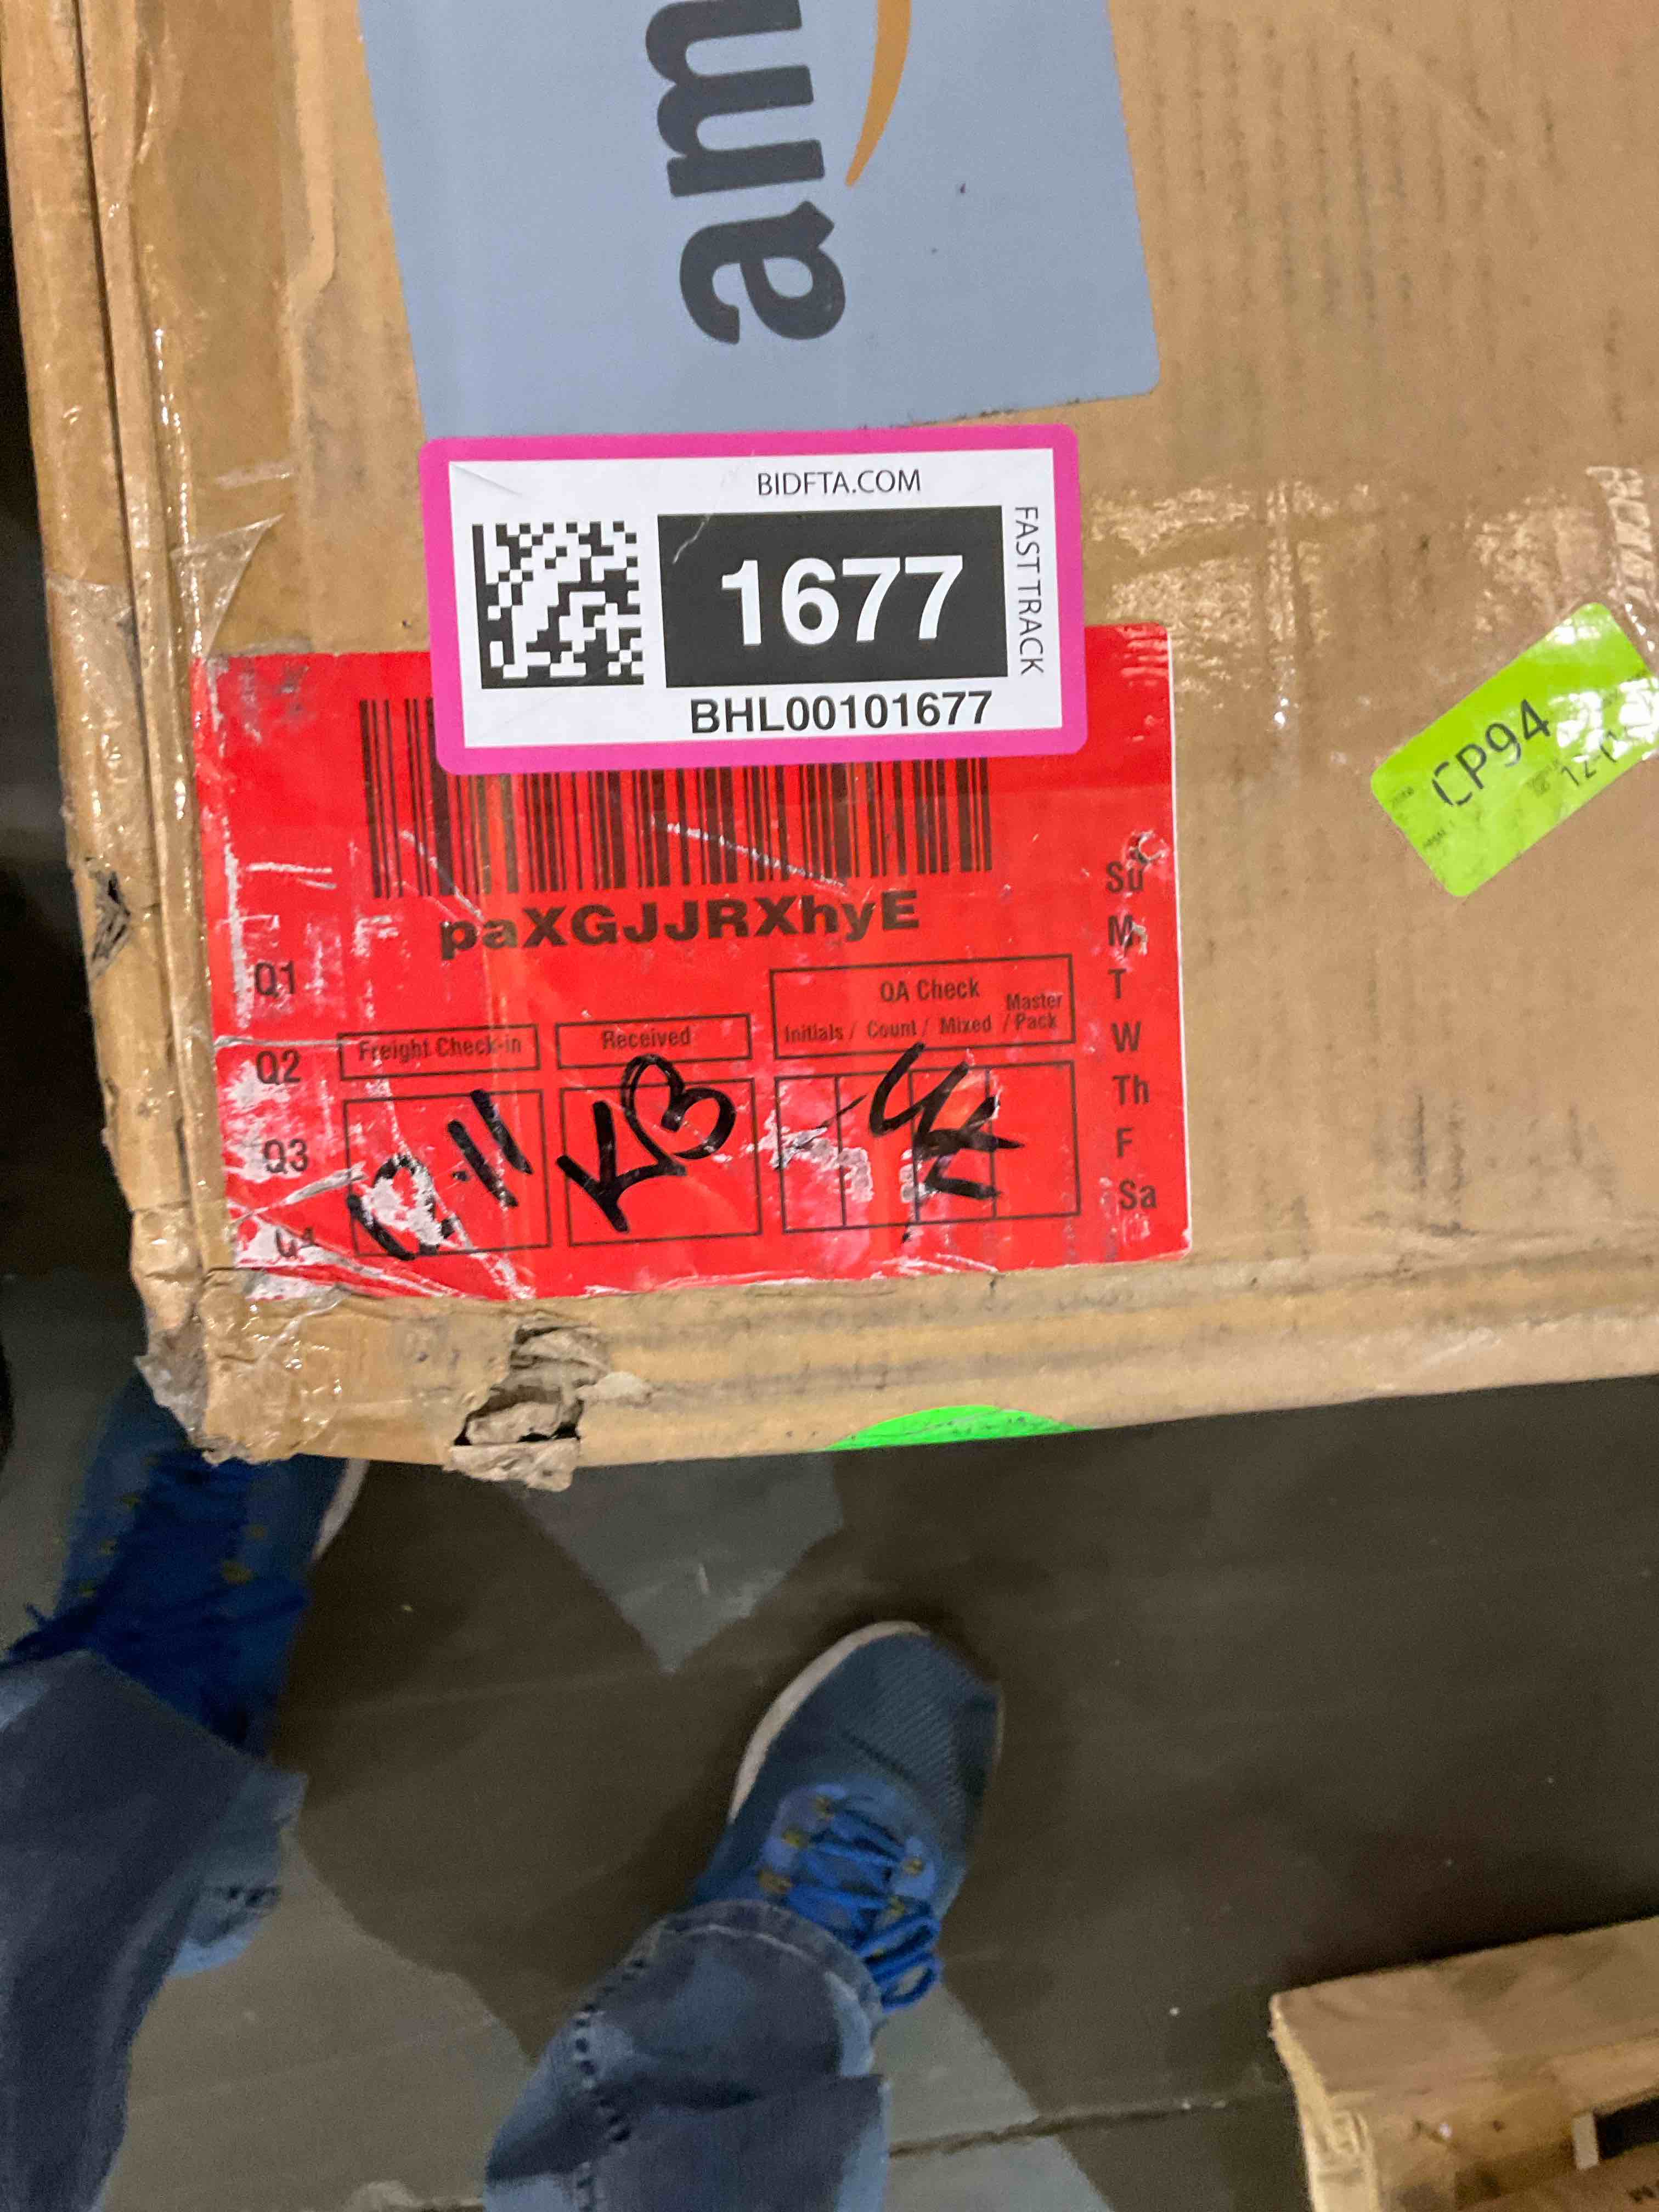 am
BIDFTA.COM
1677
FAST TRACK
BHL00101677
CP94
paXGJJRXhyE
Su
M
T
W
Th
F
Sa
Q1
Q2
Q3
Q4
QA Check
Initials / Count / Mixed / Master Pack
Freight Check-in
Received
KB